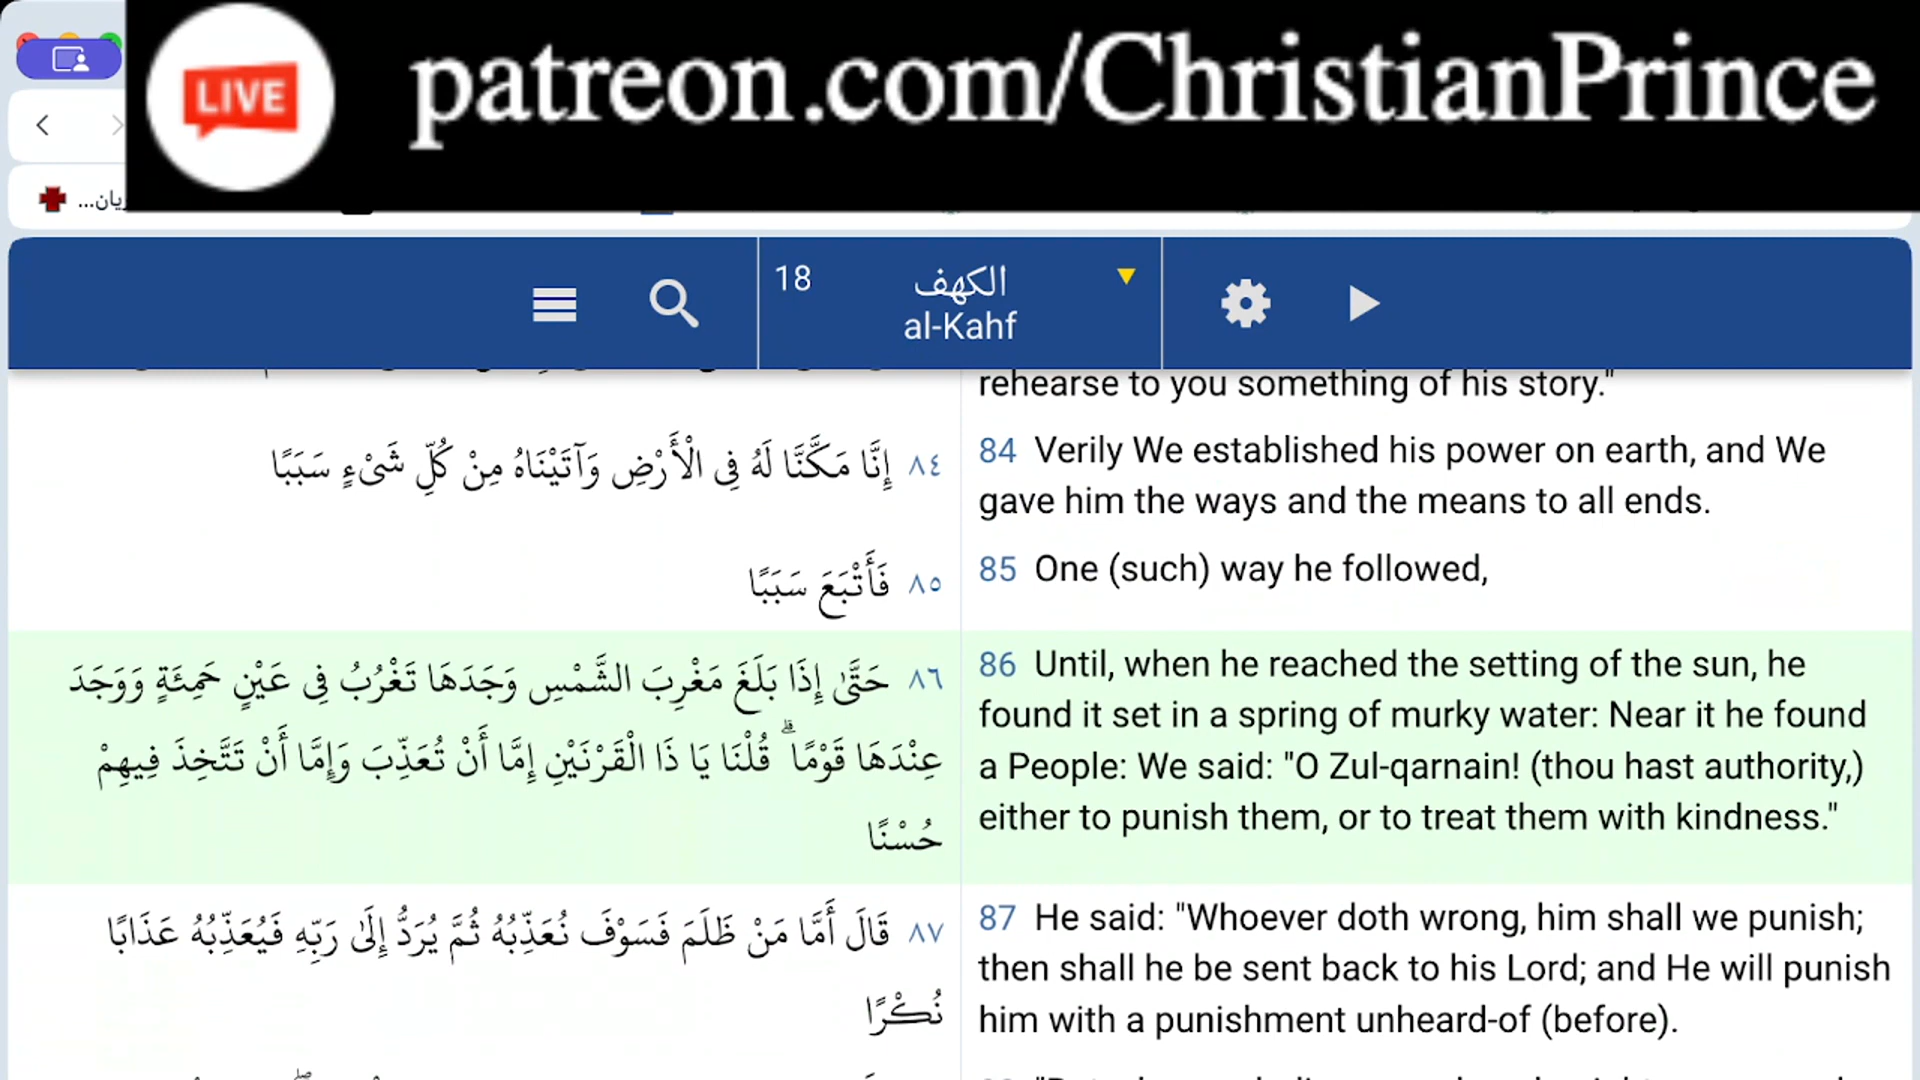 LIVE
patreon.com/ChristianPrince
18
الكهف
al-Kahf
rehearse to you something of his story."
٨٤ إِنَّا مَكَّنَّا لَهُ فِى الْأَرْضِ وَآتَيْنَاهُ مِنْ كُلِّ شَىْءٍ سَبَبًا
84 Verily We established his power on earth, and We
gave him the ways and the means to all ends.
٨٥ فَأَتْبَعَ سَبَبًا
85 One (such) way he followed,
٨٦ حَتَّىٰ إِذَا بَلَغَ مَغْرِبَ الشَّمْسِ وَجَدَهَا تَغْرُبُ فِى عَيْنٍ حَمِئَةٍ وَوَجَدَ
عِنْدَهَا قَوْمًا ۗ قُلْنَا يَا ذَا الْقَرْنَيْنِ إِمَّا أَنْ تُعَذِّبَ وَإِمَّا أَنْ تَتَّخِذَ فِيهِمْ
حُسْنًا
86 Until, when he reached the setting of the sun, he
found it set in a spring of murky water: Near it he found
a People: We said: "O Zul-qarnain! (thou hast authority,)
either to punish them, or to treat them with kindness."
٨٧ قَالَ أَمَّا مَنْ ظَلَمَ فَسَوْفَ نُعَذِّبُهُ ثُمَّ يُرَدُّ إِلَىٰ رَبِّهِ فَيُعَذِّبُهُ عَذَابًا
نُكْرًا
87 He said: "Whoever doth wrong, him shall we punish;
then shall he be sent back to his Lord; and He will punish
him with a punishment unheard-of (before).